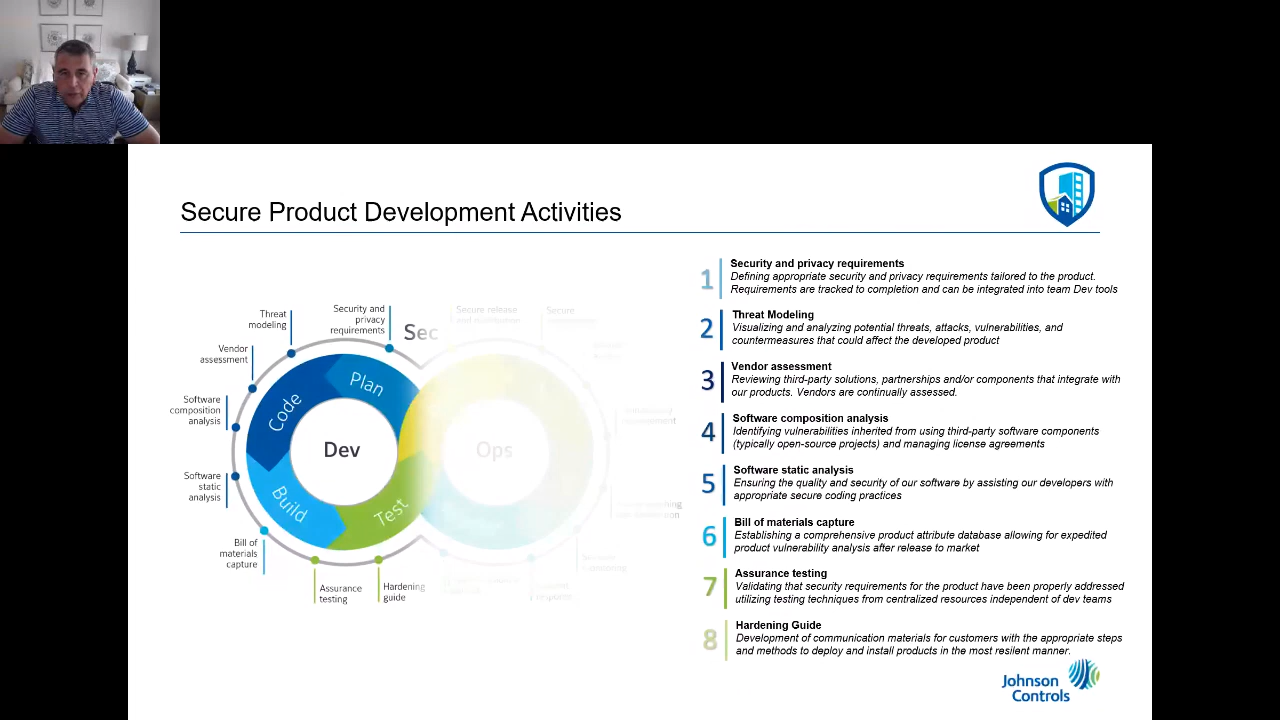 Secure Product Development Activities
Threat
modeling
Security and
privacy
requirements
Sec
Secure release
Secure
Vendor
assessment
Software
composition
analysis
Software
static
analysis
Bill of
materials
capture
Assurance
testing
Hardening
guide
Plan
Code
Build
Test
Dev
Ops
1
Security and privacy requirements
Defining appropriate security and privacy requirements tailored to the product.
Requirements are tracked to completion and can be integrated into team Dev tools
2
Threat Modeling
Visualizing and analyzing potential threats, attacks, vulnerabilities, and
countermeasures that could affect the developed product
3
Vendor assessment
Reviewing third-party solutions, partnerships and/or components that integrate with
our products. Vendors are continually assessed.
4
Software composition analysis
Identifying vulnerabilities inherited from using third-party software components
(typically open-source projects) and managing license agreements
5
Software static analysis
Ensuring the quality and security of our software by assisting our developers with
appropriate secure coding practices
6
Bill of materials capture
Establishing a comprehensive product attribute database allowing for expedited
product vulnerability analysis after release to market
7
Assurance testing
Validating that security requirements for the product have been properly addressed
utilizing testing techniques from centralized resources independent of dev teams
8
Hardening Guide
Development of communication materials for customers with the appropriate steps
and methods to deploy and install products in the most resilent manner.
Johnson
Controls